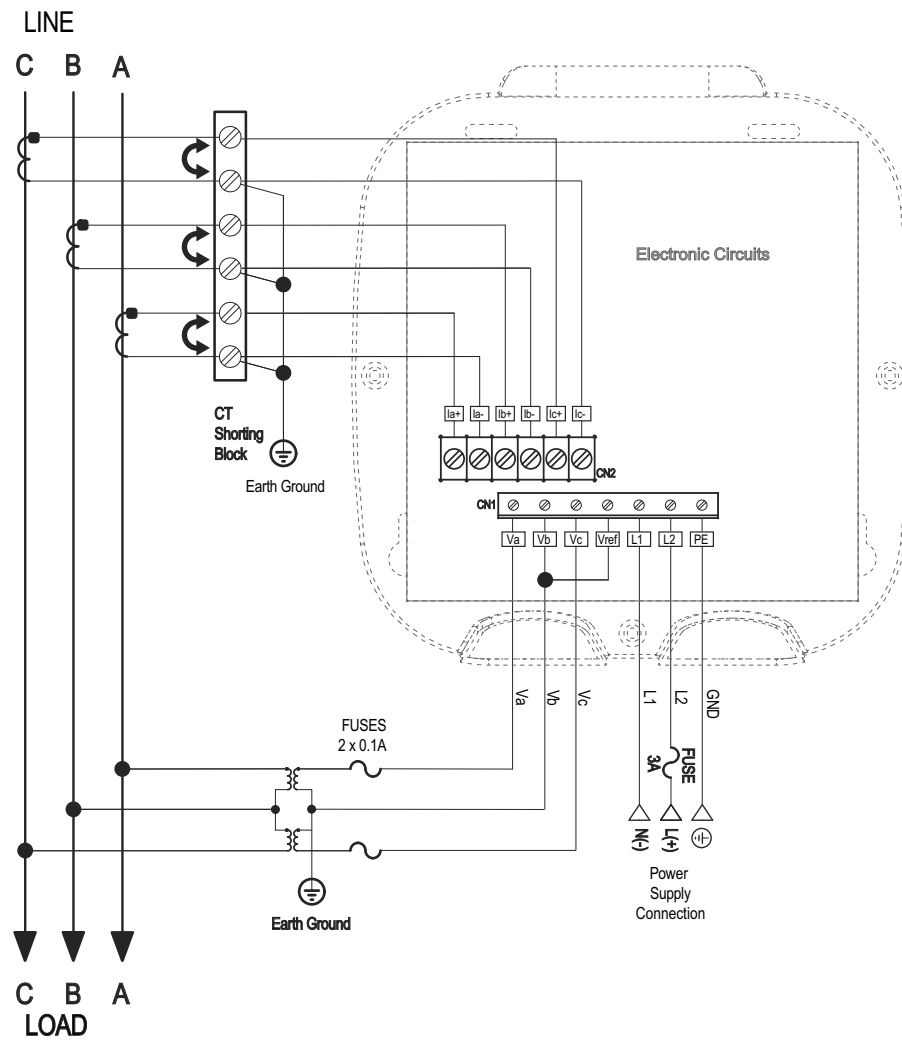 LINE
C B A
Electronic Circuits
CT
Shorting
Block
Earth Ground
Ia+ Ia- Ib+ Ib- Ic+ Ic-
CN2
CN1
Va Vb Vc Vref L1 L2 PE
Va Vb Vc L1 L2 GND
FUSES
2 x 0.1A
FUSE
3A
N(-) L(+)
Power
Supply
Connection
Earth Ground
C B A
LOAD